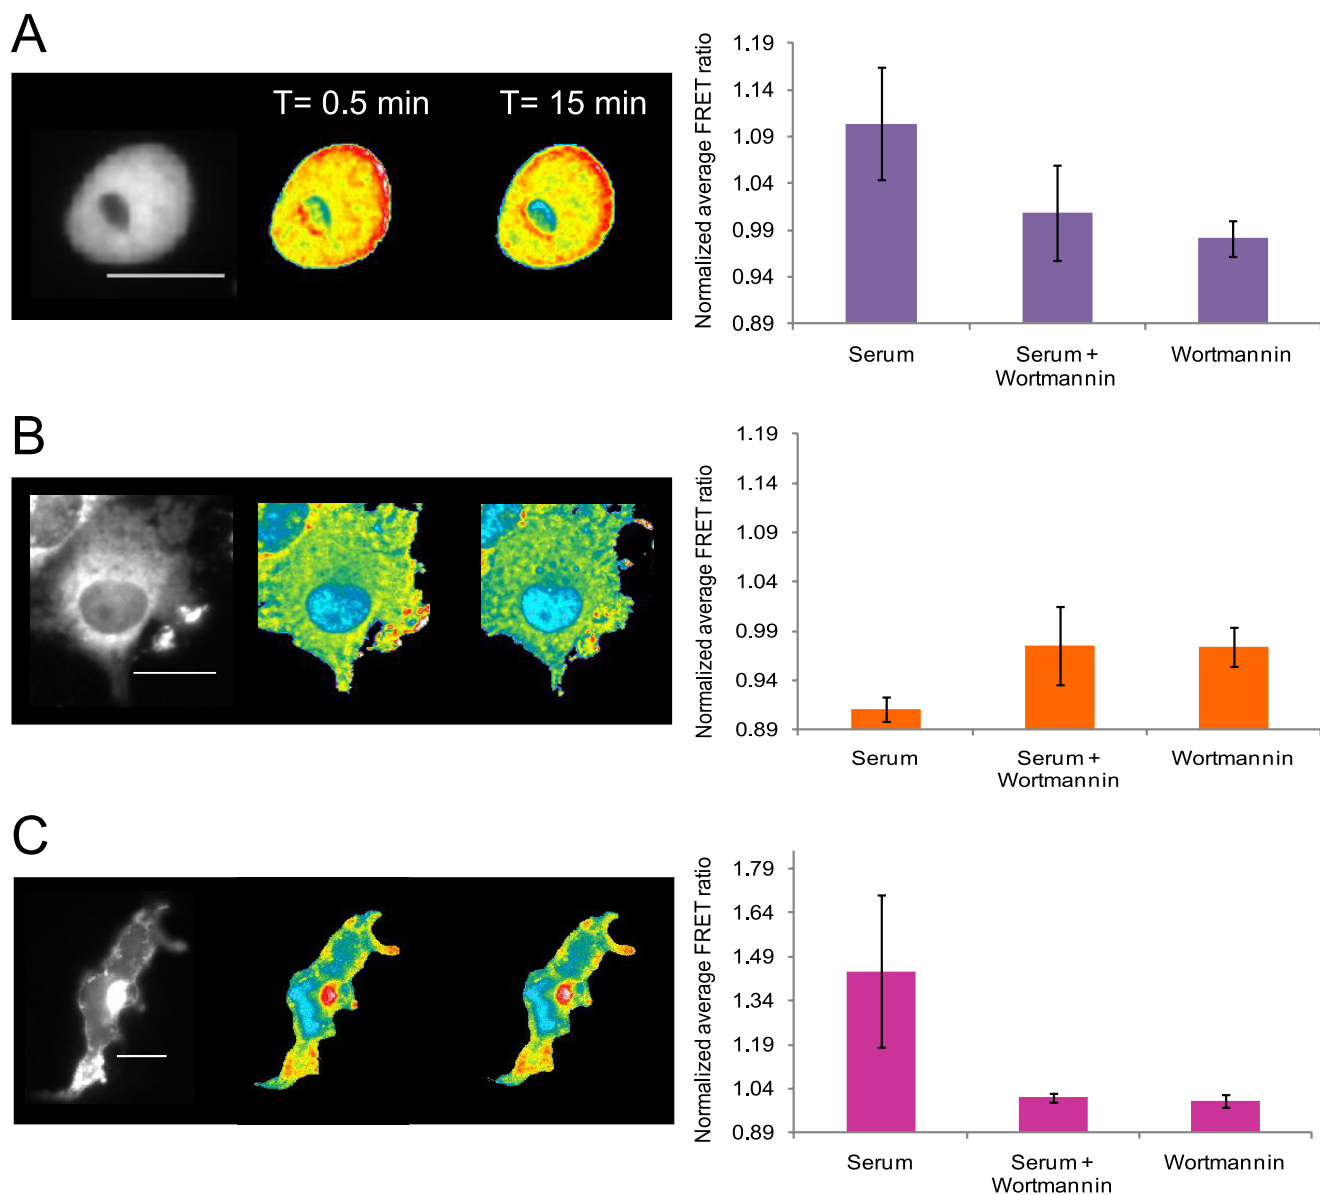 A
T= 0.5 min
T= 15 min
Normalized average FRET ratio
1.19
1.14
1.09
1.04
0.99
0.94
0.89
Serum
Serum +
Wortmannin
Wortmannin
B
Normalized average FRET ratio
1.19
1.14
1.09
1.04
0.99
0.94
0.89
Serum
Serum +
Wortmannin
Wortmannin
C
Normalized average FRET ratio
1.79
1.64
1.49
1.34
1.19
1.04
0.89
Serum
Serum +
Wortmannin
Wortmannin